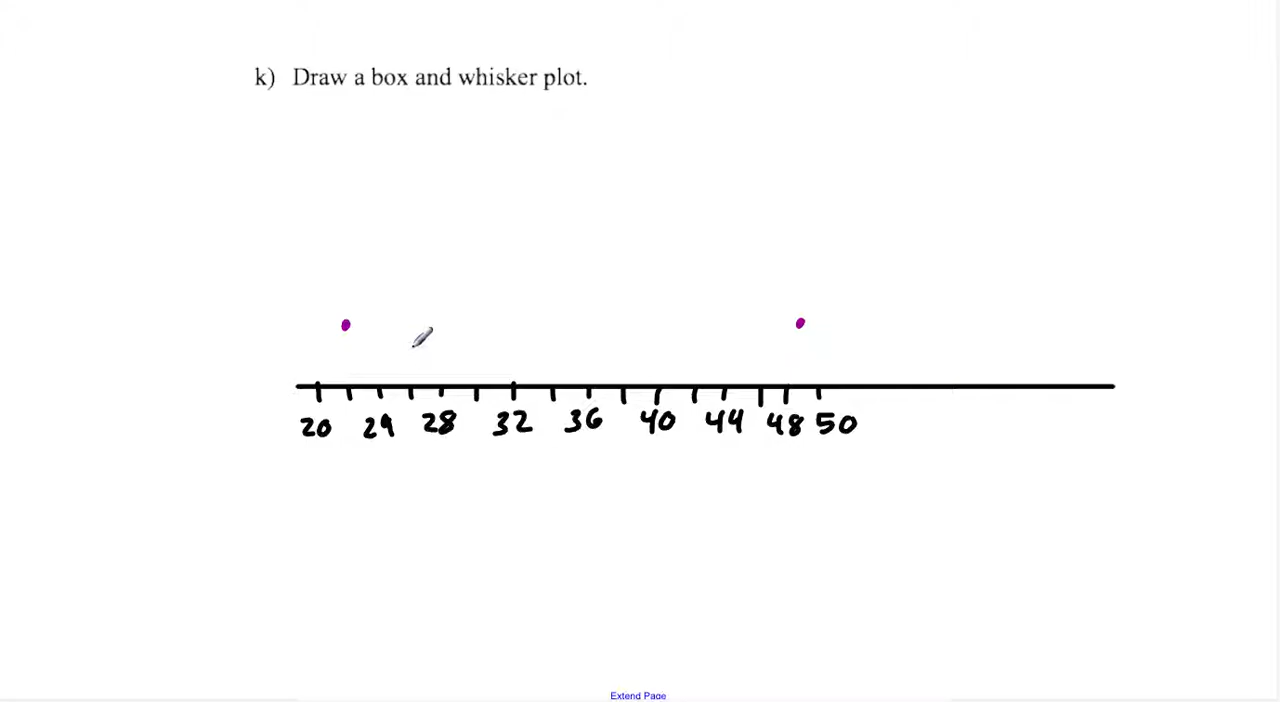 k) Draw a box and whisker plot.
20 24 28 32 36 40 44 48 50
Extend Page